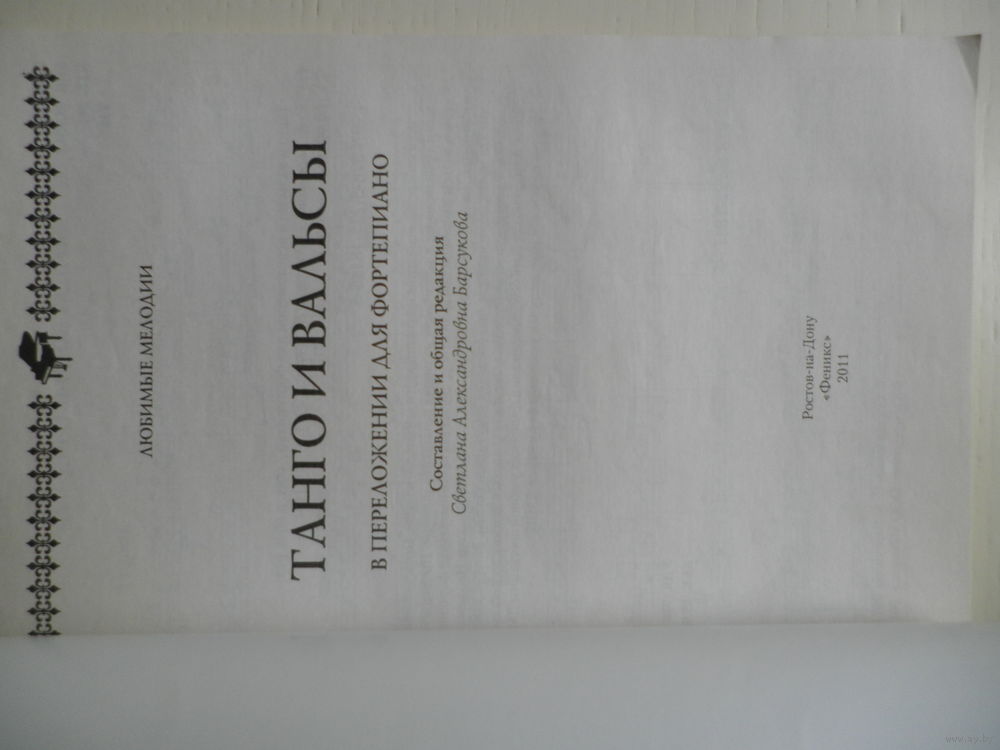 ЛЮБИМЫЕ МЕЛОДИИ
ТАНГО И ВАЛЬСЫ
В ПЕРЕЛОЖЕНИИ ДЛЯ ФОРТЕПИАНО
Составление и общая редакция
Светлана Александровна Барсукова
Ростов-на-Дону
«Феникс»
2011